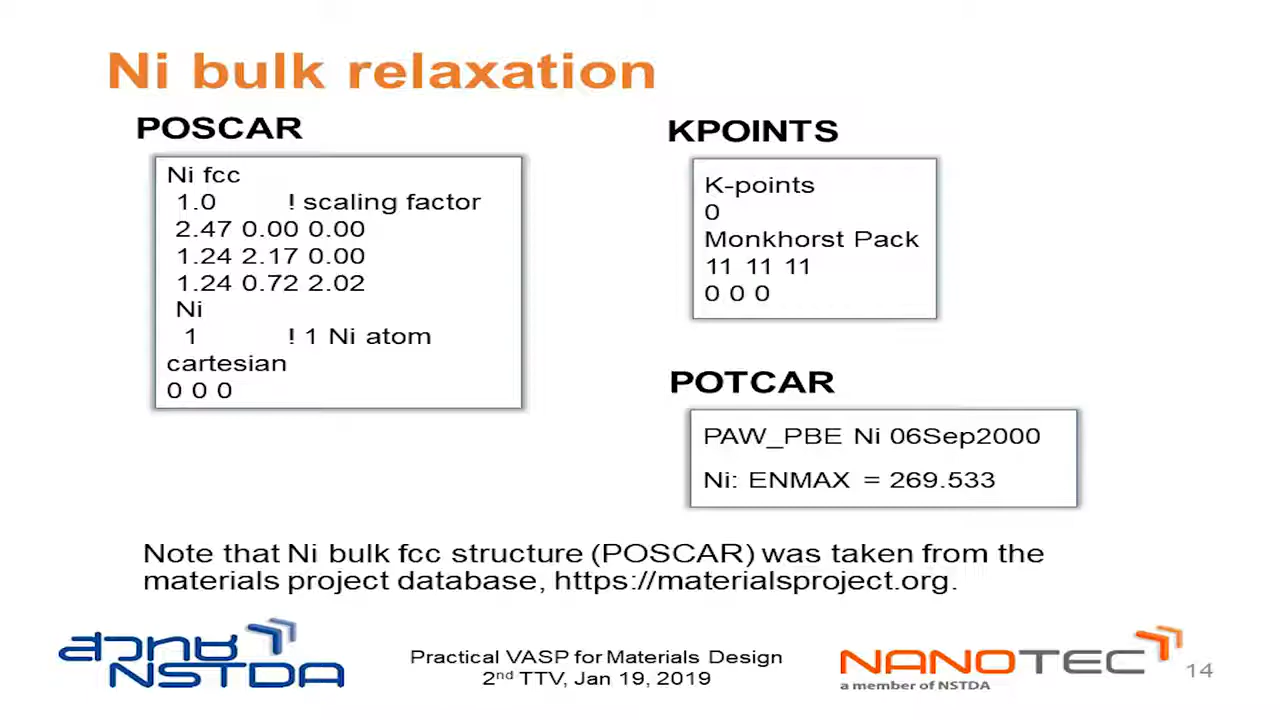 Ni bulk relaxation
POSCAR
Ni fcc
1.0 ! scaling factor
2.47 0.00 0.00
1.24 2.17 0.00
1.24 0.72 2.02
Ni
1 ! 1 Ni atom
cartesian
0 0 0
KPOINTS
K-points
0
Monkhorst Pack
11 11 11
0 0 0
POTCAR
PAW_PBE Ni 06Sep2000
Ni: ENMAX = 269.533
Note that Ni bulk fcc structure (POSCAR) was taken from the
materials project database, https://materialsproject.org.
สวทช
NSTDA
Practical VASP for Materials Design
2nd TTV, Jan 19, 2019
NANOTEC
a member of NSTDA
14